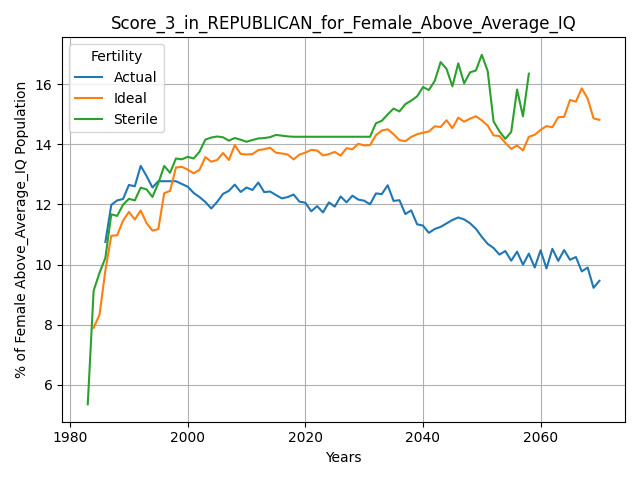 Score_3_in_REPUBLICAN_for_Female_Above_Average_IQ
Fertility
Actual
Ideal
Sterile
% of Female Above_Average_IQ Population
16
14
12
10
8
6
1980
2000
2020
2040
2060
Years